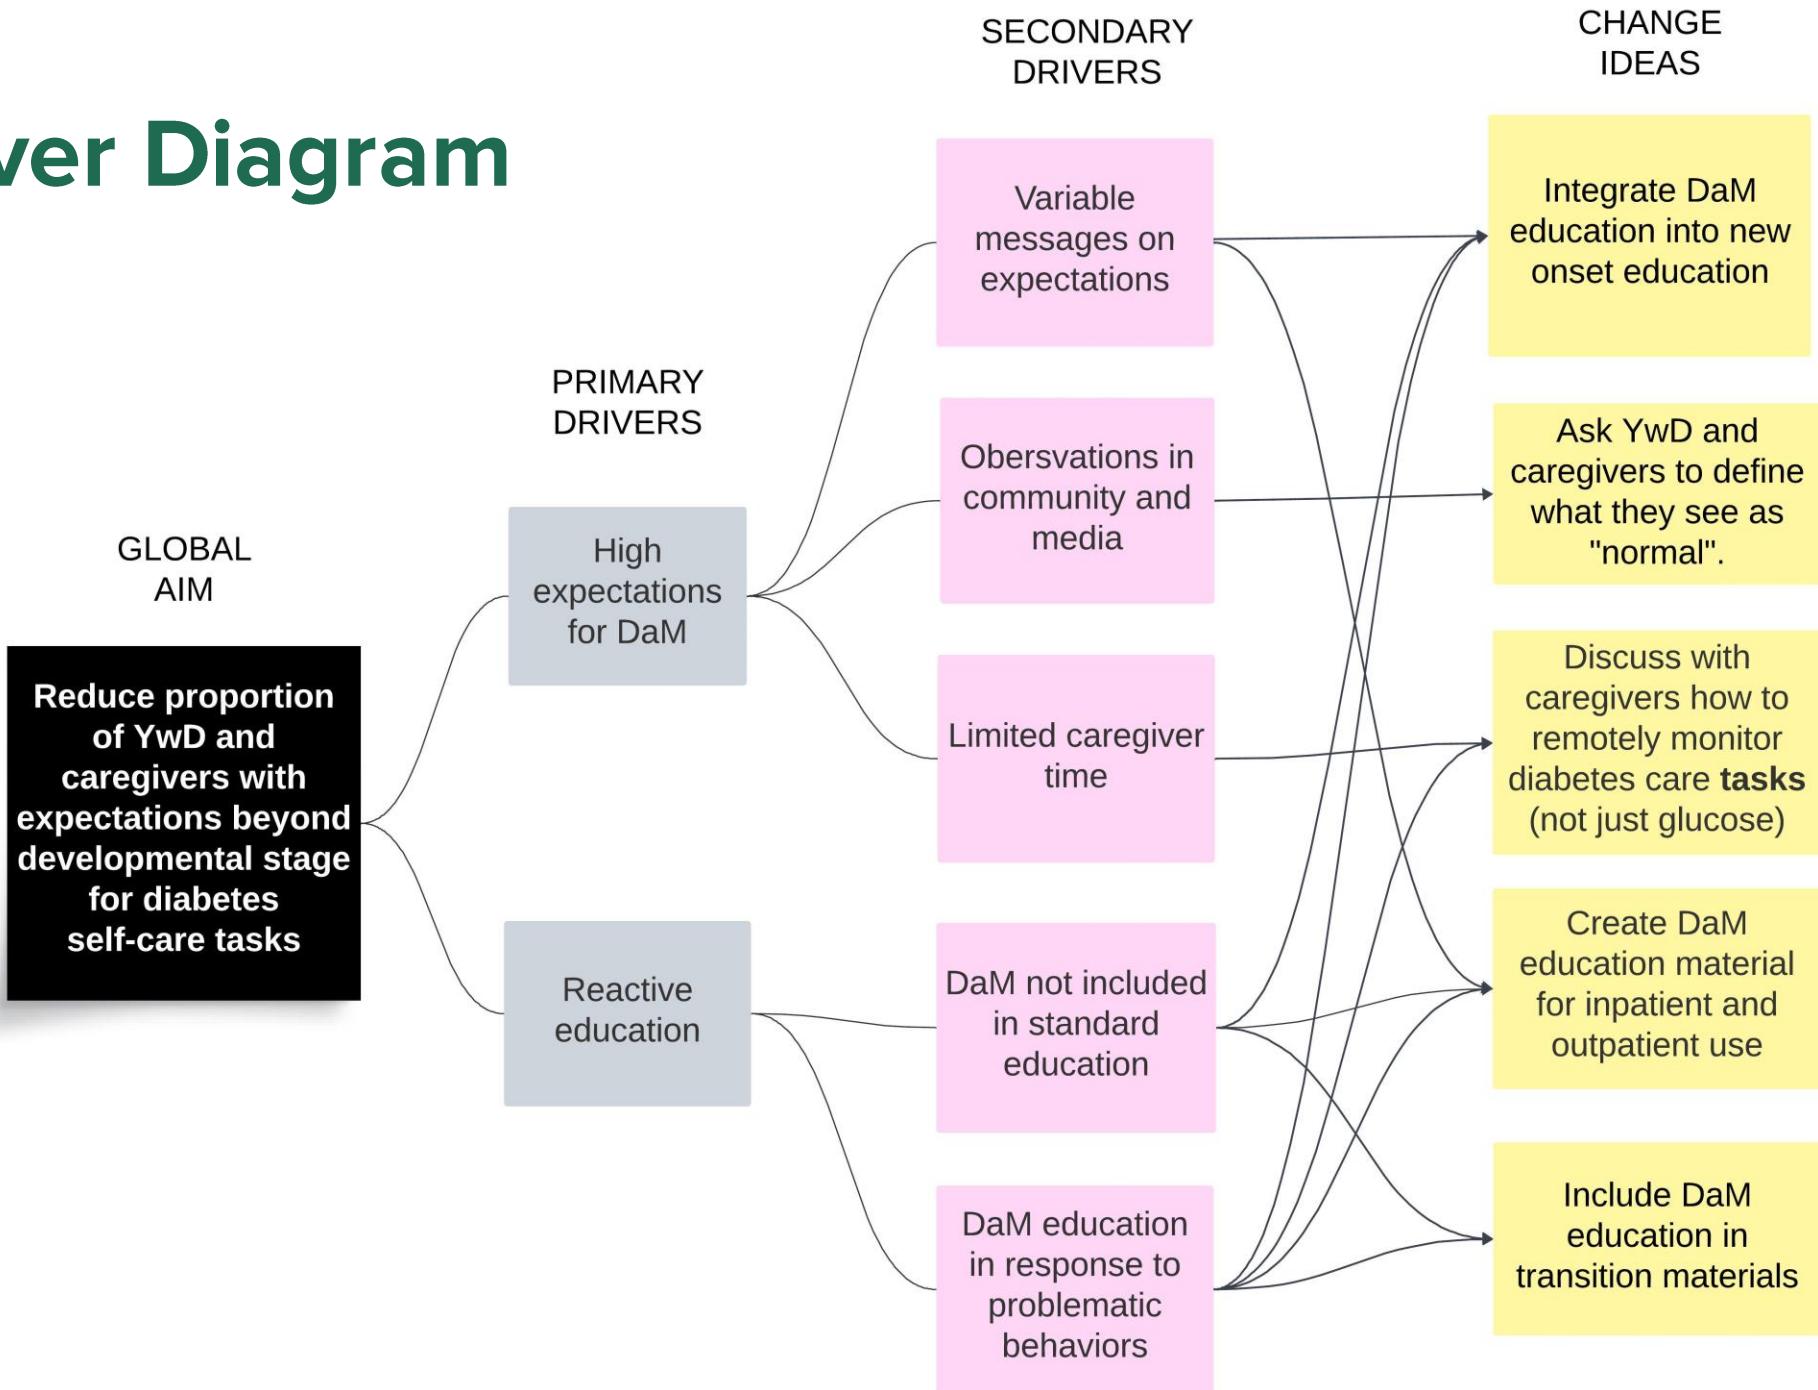 ver Diagram
GLOBAL
AIM
Reduce proportion
of YwD and
caregivers with
expectations beyond
developmental stage
for diabetes
self-care tasks
PRIMARY
DRIVERS
High
expectations
for DaM
Reactive
education
SECONDARY
DRIVERS
Variable
messages on
expectations
Obersvations in
community and
media
Limited caregiver
time
DaM not included
in standard
education
DaM education
in response to
problematic
behaviors
CHANGE
IDEAS
Integrate DaM
education into new
onset education
Ask YwD and
caregivers to define
what they see as
"normal".
Discuss with
caregivers how to
remotely monitor
diabetes care tasks
(not just glucose)
Create DaM
education material
for inpatient and
outpatient use
Include DaM
education in
transition materials